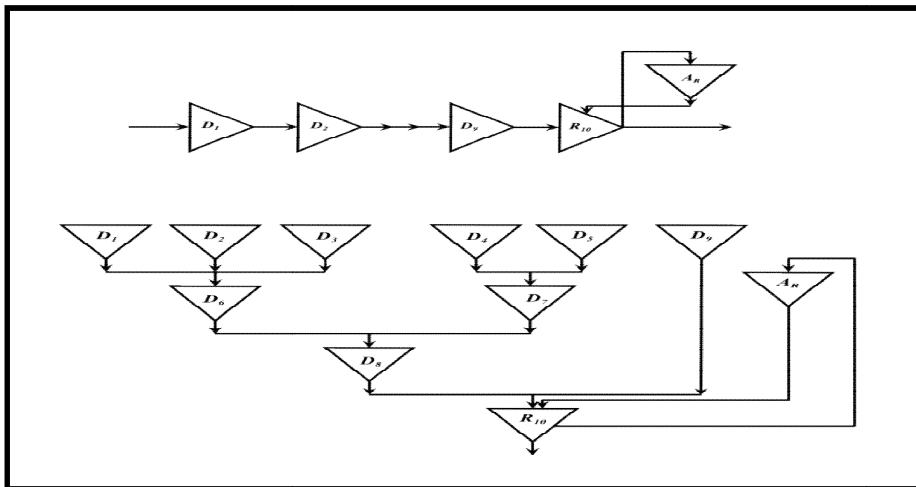 A_R
D_1 D_2 D_9 R_10
D_1 D_2 D_3 D_4 D_5 D_9
D_6 D_7 A_R
D_8
R_10